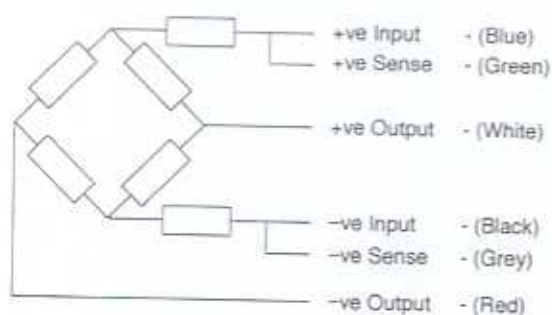 +ve Input - (Blue)
+ve Sense - (Green)
+ve Output - (White)
−ve Input - (Black)
−ve Sense - (Grey)
−ve Output - (Red)